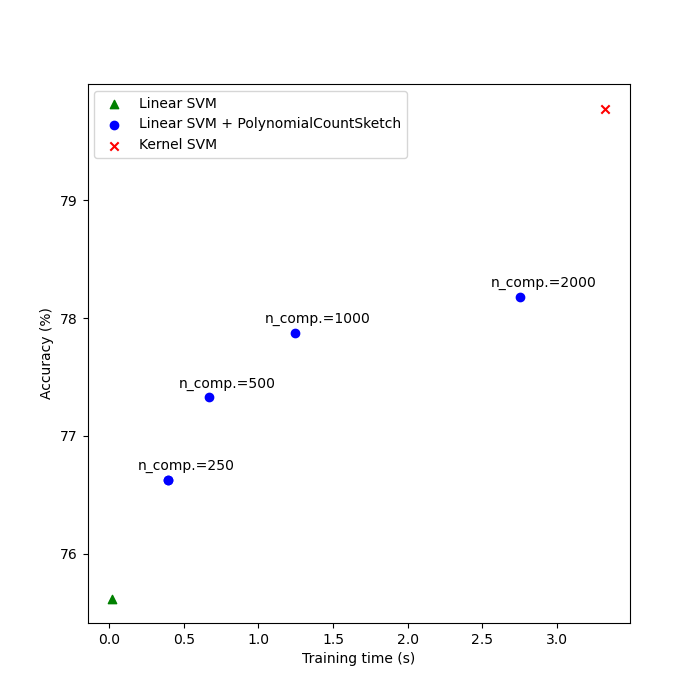 Linear SVM
Linear SVM + PolynomialCountSketch
Kernel SVM
79
n_comp.=2000
78
n_comp.=1000
Accuracy (%)
n_comp.=500
77
n_comp.=250
76
0.0 0.5 1.0 1.5 2.0 2.5 3.0
Training time (s)